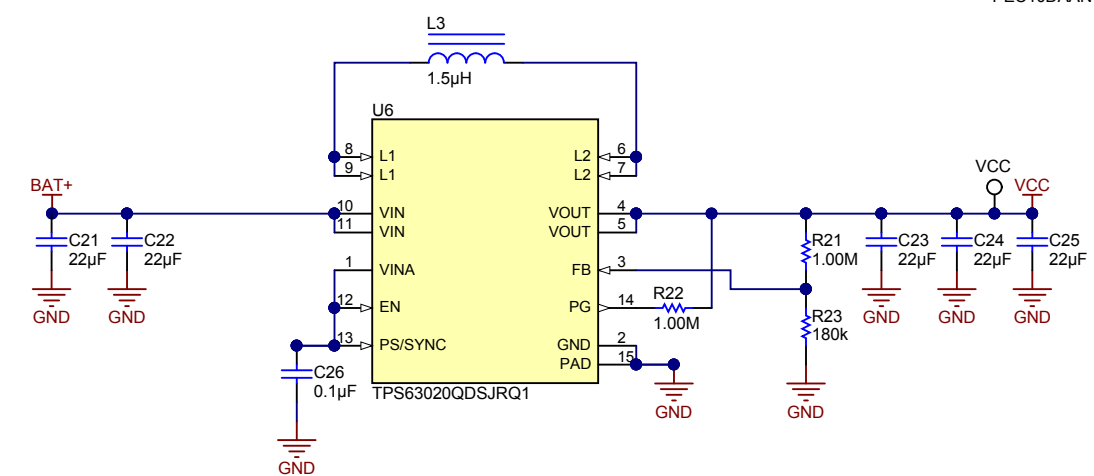 L3
1.5µH
U6
8
L1
L2
6
9
L1
L2
7
BAT+
VCC
VCC
10
VIN
VOUT
4
11
VIN
VOUT
5
C21
22µF
C22
22µF
R21
1.00M
C23
22µF
C24
22µF
C25
22µF
1
VINA
FB
3
GND
GND
12
EN
PG
14
R22
1.00M
R23
180k
GND
GND
GND
13
PS/SYNC
GND
2
PAD
15
C26
0.1µF
TPS63020QDSJRQ1
GND
GND
GND